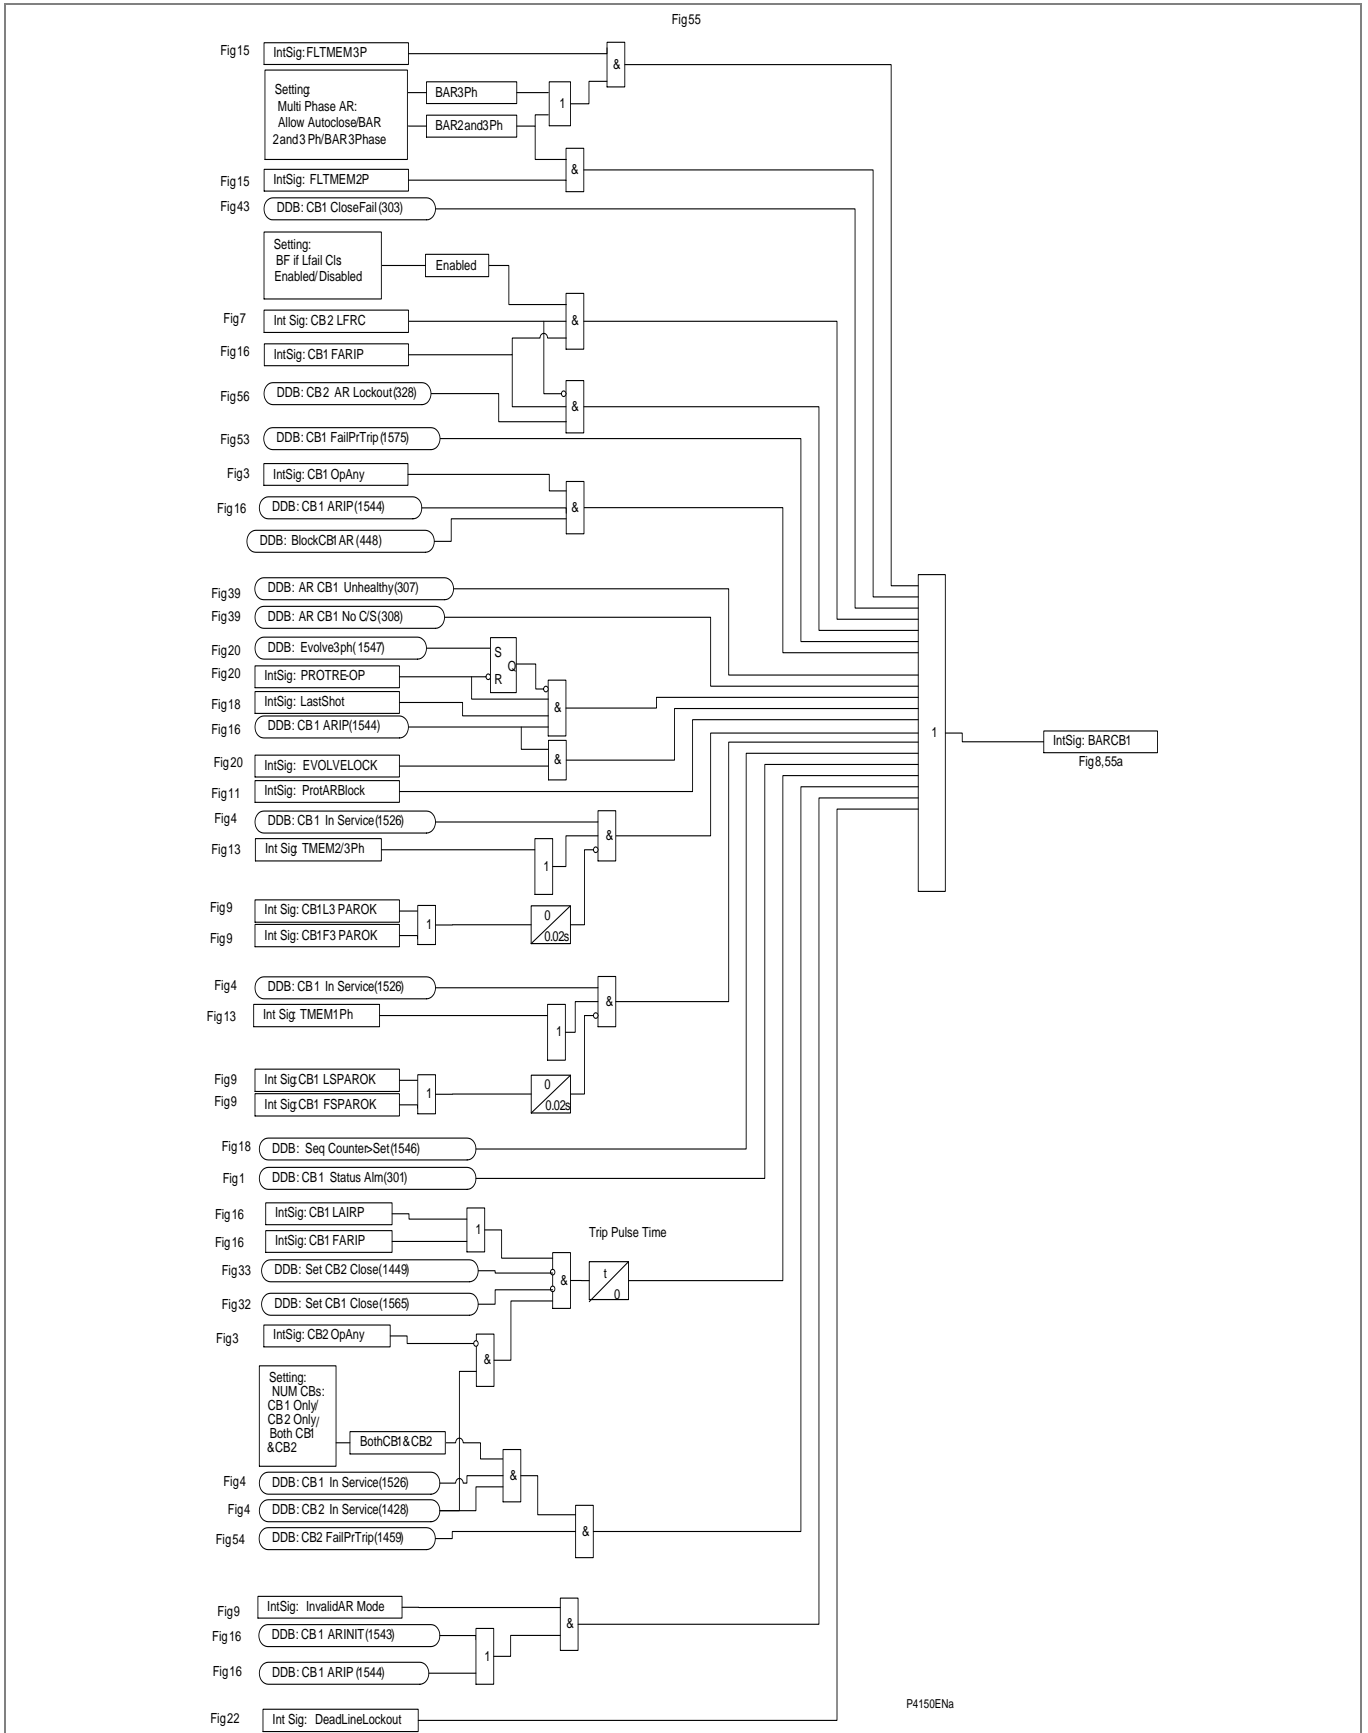 Fig55
Fig15 IntSig: FLTMEM3P
&
Setting:
Multi Phase AR:
Allow Autoclose/BAR
2and3 Ph/BAR3Phase
BAR3Ph
1
BAR2and3Ph
&
Fig15 IntSig: FLTMEM2P
Fig43 DDB: CB1 CloseFail(303)
Setting:
BF if Lfail Cls
Enabled/Disabled
Enabled
Fig7 Int Sig: CB2 LFRC
&
Fig16 IntSig: CB1 FARIP
Fig56 DDB: CB2 AR Lockout(328)
&
Fig53 DDB: CB1 FailPrTrip(1575)
Fig3 IntSig: CB1 OpAny
Fig16 DDB: CB1 ARIP(1544)
&
DDB: BlockCB1AR (448)
Fig39 DDB: AR CB1 Unhealthy(307)
Fig39 DDB: AR CB1 No C/S(308)
Fig20 DDB: Evolve3ph(1547)
S
Q
R
Fig20 IntSig: PROTRE-OP
Fig18 IntSig: LastShot
&
Fig16 DDB: CB1 ARIP(1544)
1
IntSig: BARCB1
Fig8,55a
Fig20 IntSig: EVOLVELOCK
&
Fig11 IntSig: ProtARBlock
Fig4 DDB: CB1 In Service(1526)
&
Fig13 Int Sig: TMEM2/3Ph
1
Fig9 Int Sig: CB1L3 PAROK
1
0
0.02s
Fig9 Int Sig: CB1F3 PAROK
Fig4 DDB: CB1 In Service(1526)
&
Fig13 Int Sig: TMEM1Ph
1
Fig9 Int Sig:CB1 LSPAROK
1
0
0.02s
Fig9 Int Sig:CB1 FSPAROK
Fig18 DDB: Seq Counter>Set(1546)
Fig1 DDB: CB1 Status Alm(301)
Fig16 IntSig: CB1 LAIRP
1
Trip Pulse Time
Fig16 IntSig: CB1 FARIP
Fig33 DDB: Set CB2 Close(1449)
&
t
0
Fig32 DDB: Set CB1 Close(1565)
Fig3 IntSig: CB2 OpAny
&
Setting:
NUM CBs:
CB1 Only/
CB2 Only/
Both CB1
&CB2
BothCB1&CB2
&
Fig4 DDB: CB1 In Service(1526)
Fig4 DDB: CB2 In Service(1428)
Fig54 DDB: CB2 FailPrTrip(1459)
&
Fig9 IntSig: InvalidAR Mode
&
Fig16 DDB: CB1 ARINIT(1543)
1
Fig16 DDB: CB1 ARIP (1544)
P4150ENa
Fig22 Int Sig: DeadLineLockout